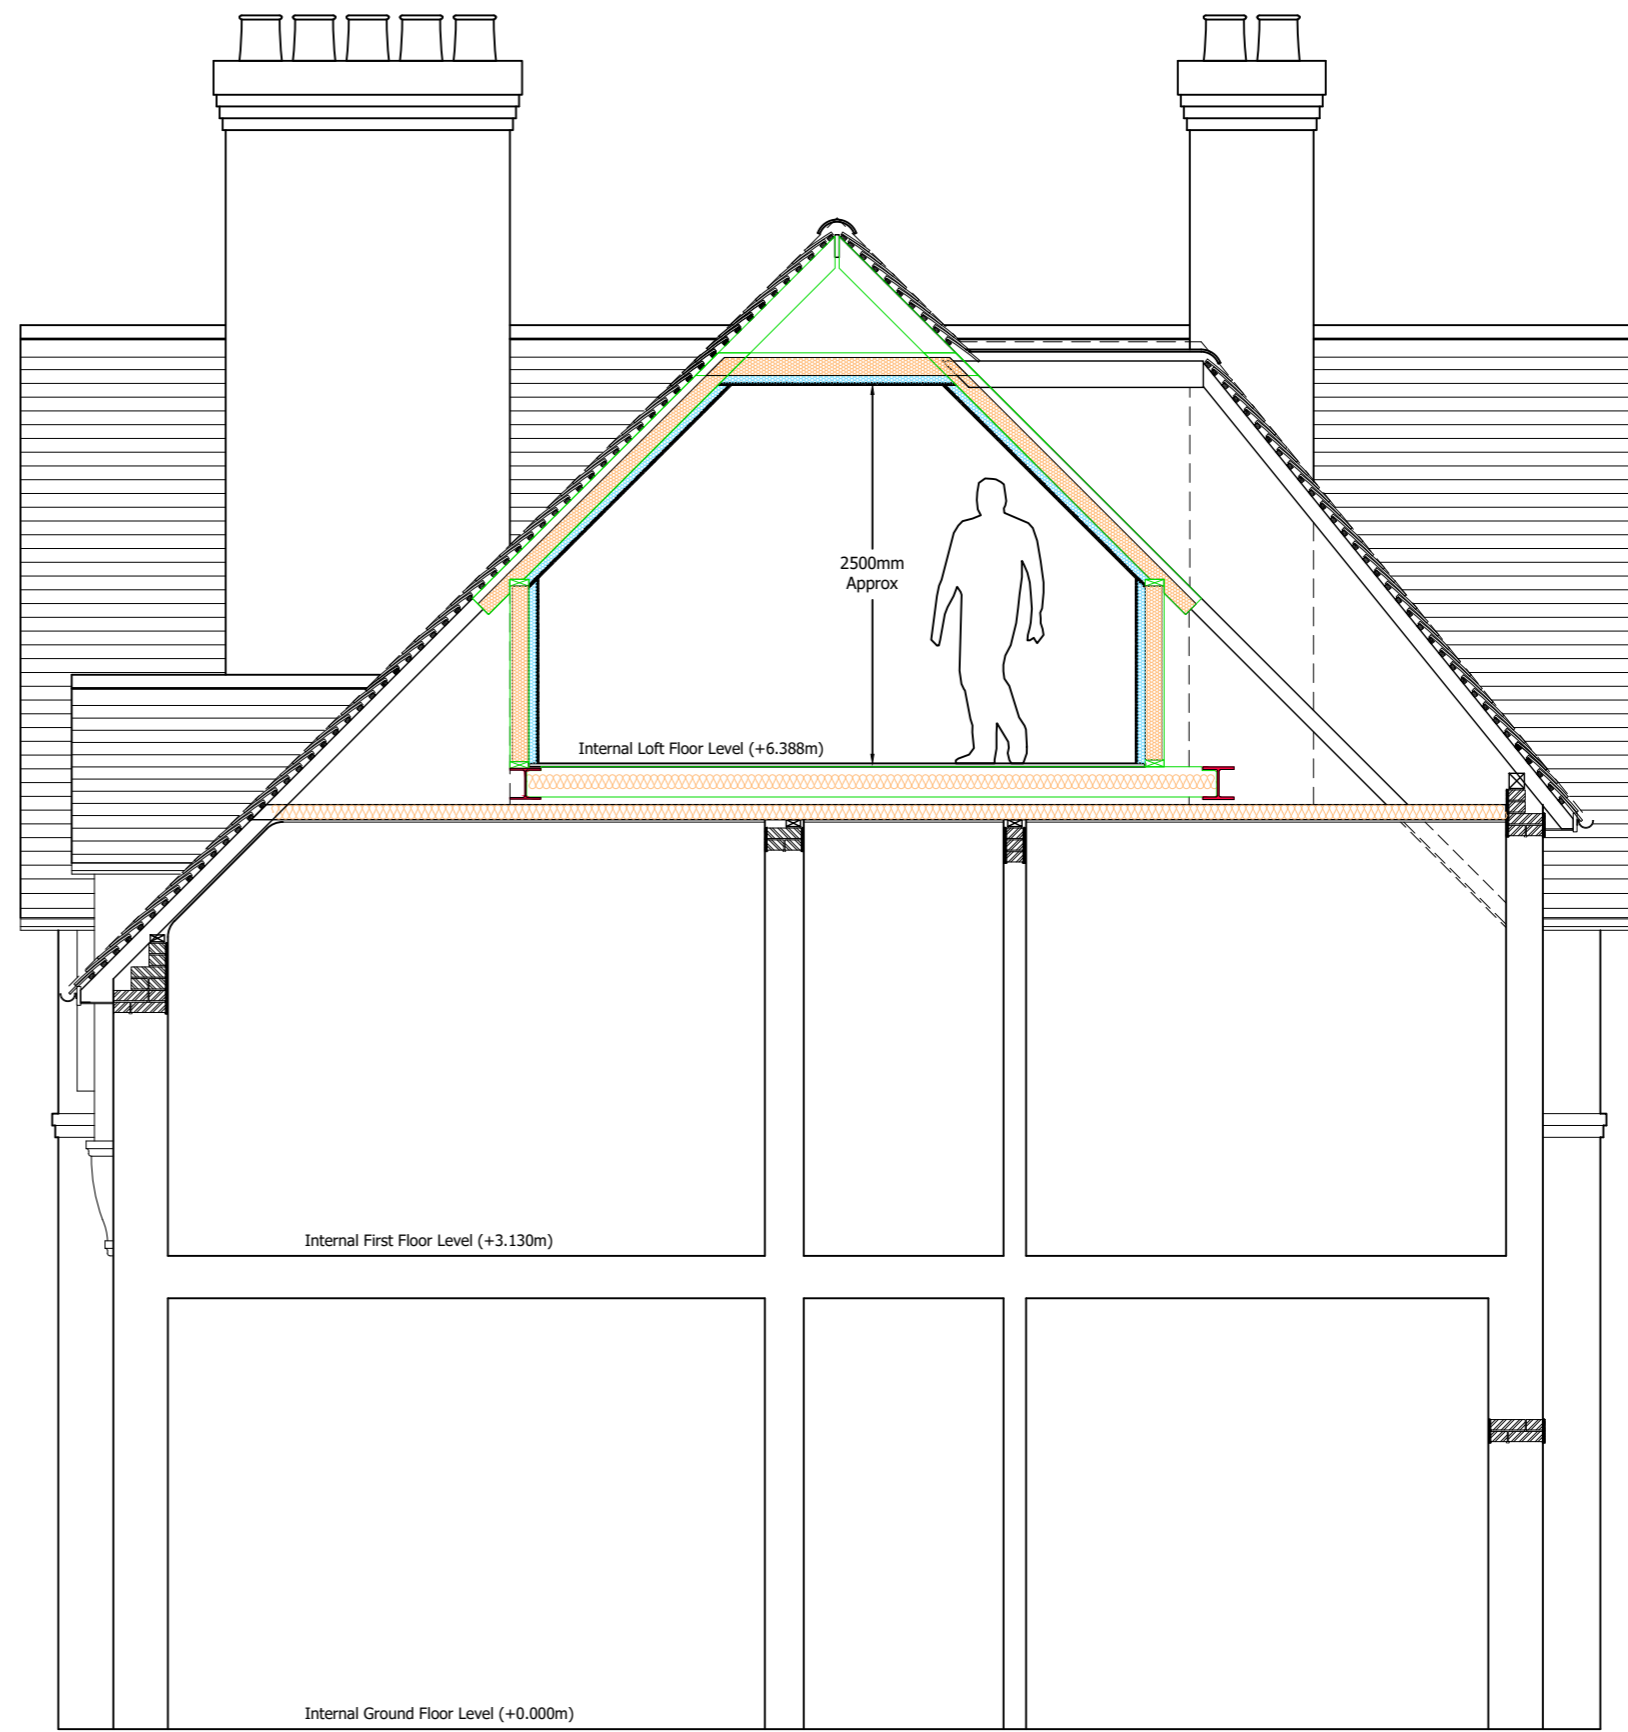 2500mm
Approx
Internal Loft Floor Level (+6.388m)
Internal First Floor Level (+3.130m)
Internal Ground Floor Level (+0.000m)